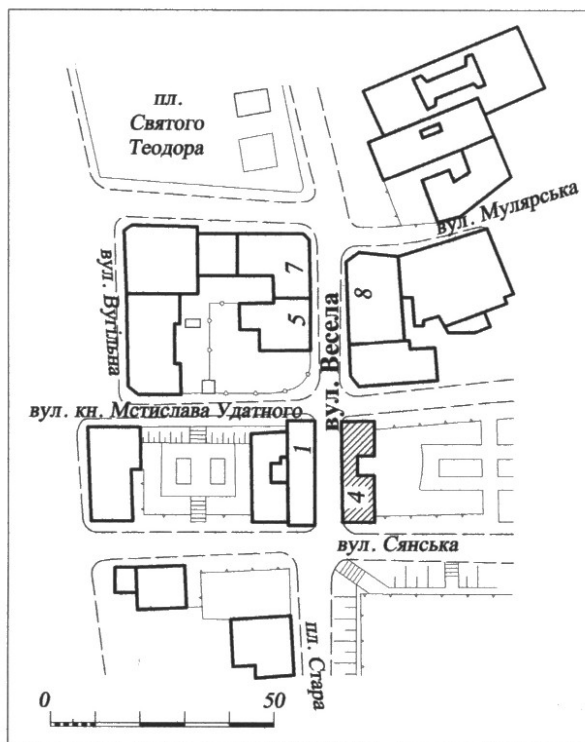 пл.
Святого
Теодора
вул. Мулярська
вул. Вугільна
7
5
8
вул. Весела
вул. кн. Мстислава Удатного
1
4
вул. Сянська
пл. Стара
0
50